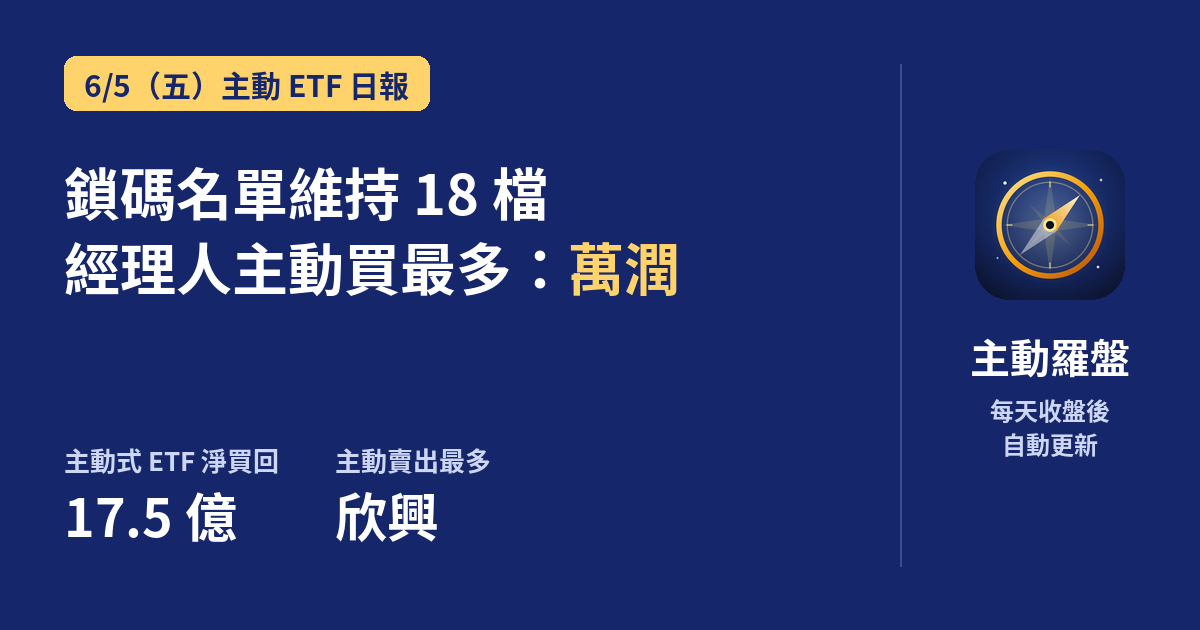 6/5（五）主動 ETF 日報
鎖碼名單維持 18 檔
經理人主動買最多：萬潤
主動式 ETF 淨買回
17.5 億
主動賣出最多
欣興
主動羅盤
每天收盤後
自動更新